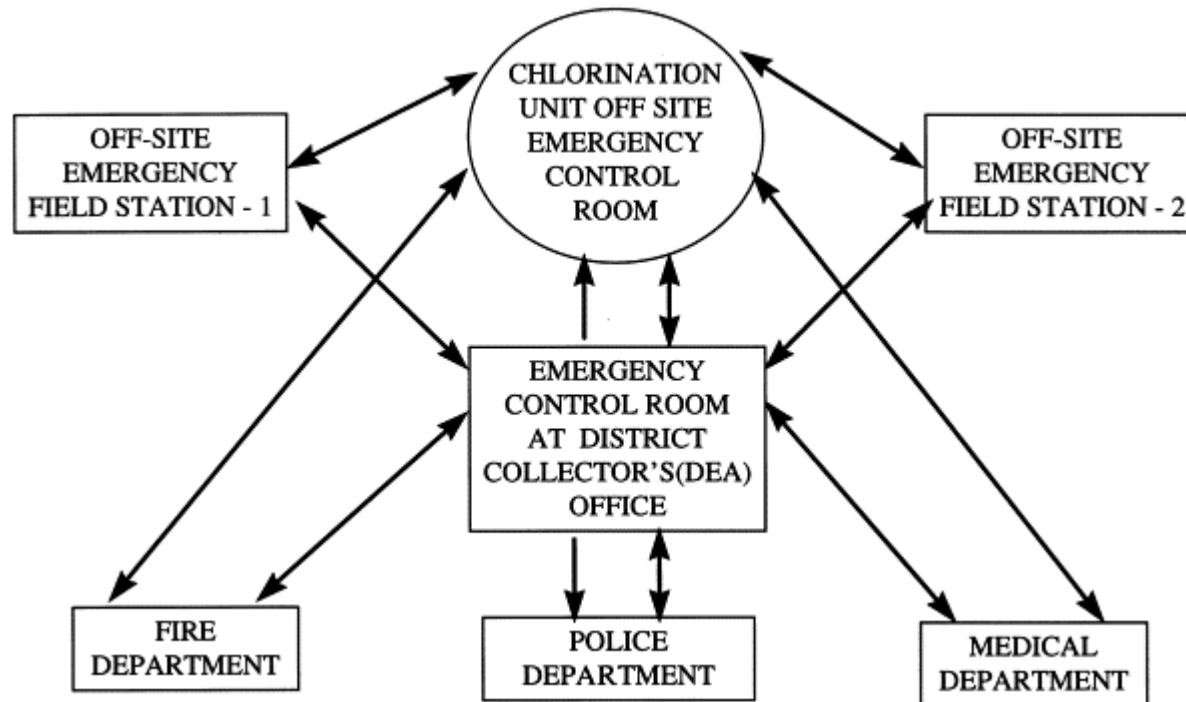 CHLORINATION
UNIT OFF SITE
EMERGENCY
CONTROL
ROOM
OFF-SITE
EMERGENCY
FIELD STATION - 1
OFF-SITE
EMERGENCY
FIELD STATION - 2
EMERGENCY
CONTROL ROOM
AT DISTRICT
COLLECTOR'S(DEA)
OFFICE
FIRE
DEPARTMENT
POLICE
DEPARTMENT
MEDICAL
DEPARTMENT